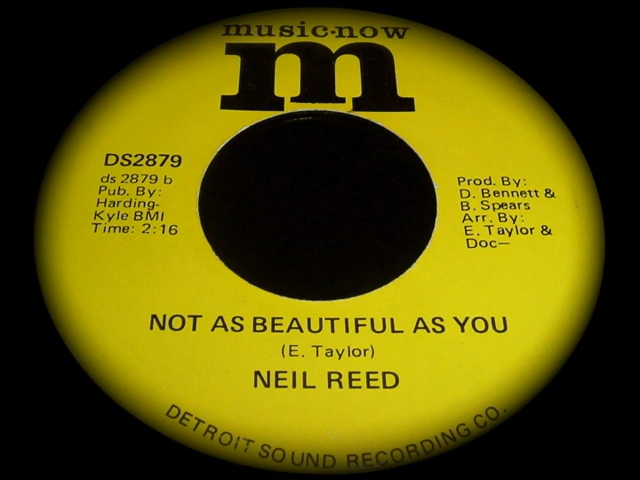 music·now
m
DS2879
ds 2879 b
Pub. By:
Harding-
Kyle BMI
Time: 2:16
Prod. By:
D. Bennett &
B. Spears
Arr. By:
E. Taylor &
Doc—
NOT AS BEAUTIFUL AS YOU
(E. Taylor)
NEIL REED
DETROIT SOUND RECORDING CO.